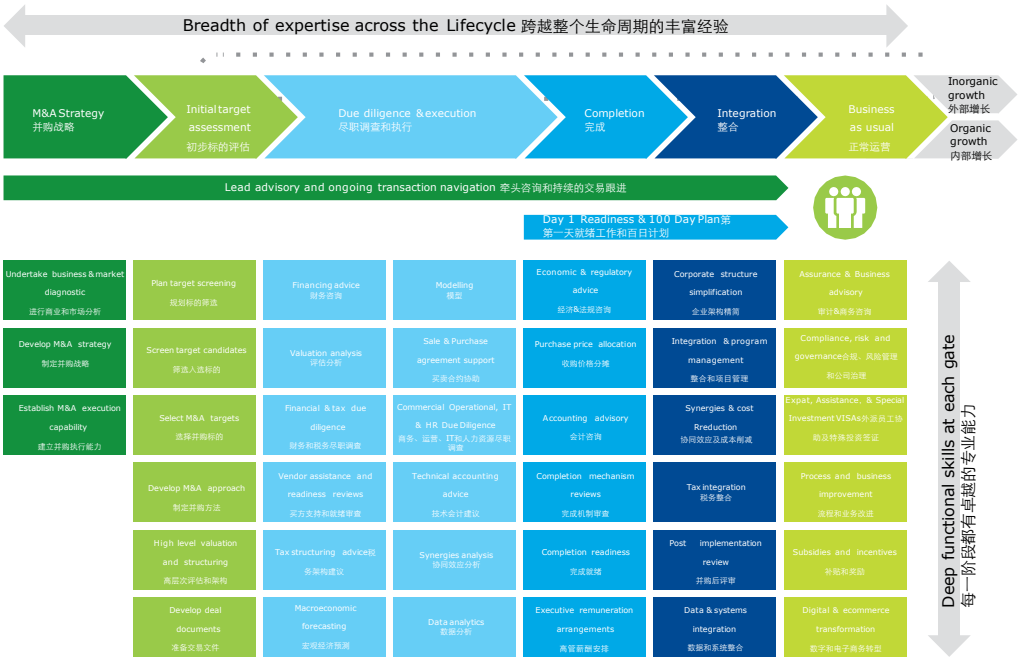 Breadth of expertise across the Lifecycle 跨越整个生命周期的丰富经验
M&A Strategy
并购战略
Initial target
assessment
初步标的评估
Due diligence & execution
尽职调查和执行
Completion
完成
Integration
整合
Business
as usual
正常运营
Inorganic
growth
外部增长
Organic
growth
内部增长
Lead advisory and ongoing transaction navigation 牵头咨询和持续的交易跟进
Day 1 Readiness & 100 Day Plan第
第一天就绪工作和百日计划
Undertake business & market
diagnostic
进行商业和市场分析
Plan target screening
规划标的筛选
Financing advice
财务咨询
Modelling
模型
Economic & regulatory
advice
经济&法规咨询
Corporate structure
simplification
企业架构精简
Assurance & Business
advisory
审计&商务咨询
Develop M&A strategy
制定并购战略
Screen target candidates
筛选入选标的
Valuation analysis
评估分析
Sale & Purchase
agreement support
买卖合约协助
Purchase price allocation
收购价格分摊
Integration & program
management
整合和项目管理
Compliance, risk and
governance合规、风险管理
和公司治理
Establish M&A execution
capability
建立并购执行能力
Select M&A targets
选择并购标的
Financial & tax due
diligence
财务和税务尽职调查
Commercial Operational, IT
& HR Due Diligence
商务、运营、IT和人力资源尽职
调查
Accounting advisory
会计咨询
Synergies & cost
Rreduction
协同效应及成本削减
Expat, Assistance, & Special
Investment VISAs外派员工协
助及特殊投资签证
Develop M&A approach
制定并购方法
Vendor assistance and
readiness reviews
买方支持和就绪审查
Technical accounting
advice
技术会计建议
Completion mechanism
reviews
完成机制审查
Tax integration
税务整合
Process and business
improvement
流程和业务改进
High level valuation
and structuring
高层次评估和架构
Tax structuring advice税
务架构建议
Synergies analysis
协同效应分析
Completion readiness
完成就绪
Post implementation
review
并购后评审
Subsidies and incentives
补贴和奖励
Develop deal
documents
准备交易文件
Macroeconomic
forecasting
宏观经济预测
Data analytics
数据分析
Executive remuneration
arrangements
高管薪酬安排
Data & systems
integration
数据和系统整合
Digital & ecommerce
transformation
数字和电子商务转型
Deep functional skills at each gate
每一阶段都有卓越的专业能力